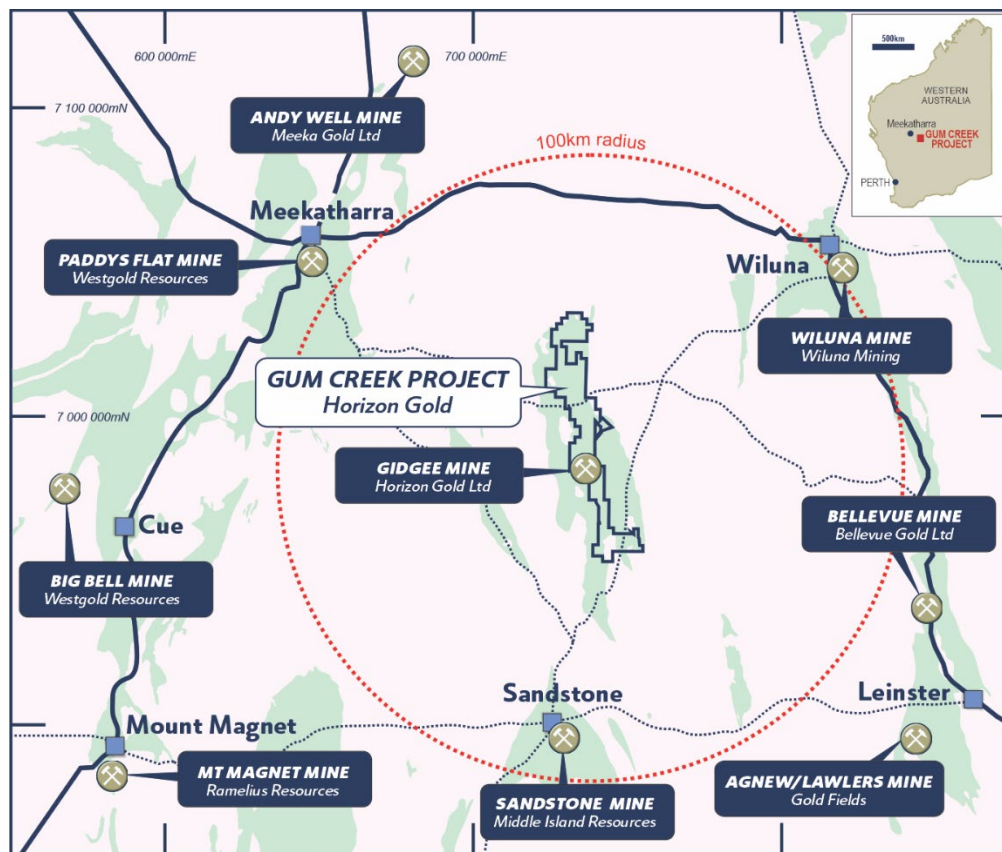 600 000mE
700 000mE
7 100 000mN
ANDY WELL MINE
Meeka Gold Ltd
500km
WESTERN
AUSTRALIA
Meekatharra
GUM CREEK
PROJECT
PERTH
100km radius
Meekatharra
PADDYS FLAT MINE
Westgold Resources
Wiluna
WILUNA MINE
Wiluna Mining
GUM CREEK PROJECT
Horizon Gold
7 000 000mN
GIDGEE MINE
Horizon Gold Ltd
Cue
BELLEVUE MINE
Bellevue Gold Ltd
BIG BELL MINE
Westgold Resources
Sandstone
Leinster
Mount Magnet
MT MAGNET MINE
Ramelius Resources
SANDSTONE MINE
Middle Island Resources
AGNEW/LAWLERS MINE
Gold Fields